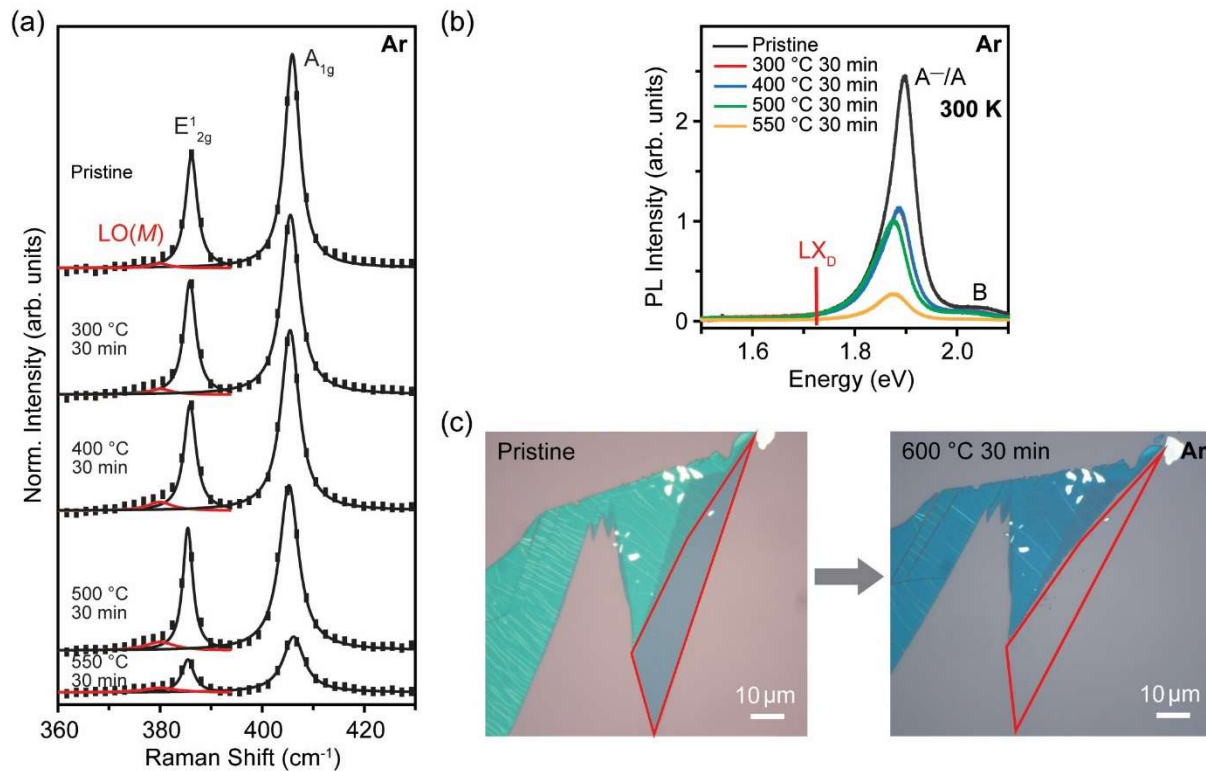 (a)
Ar
A1g
E¹2g
Pristine
LO(M)
300 °C
30 min
400 °C
30 min
500 °C
30 min
550 °C
30 min
360
380
400
420
Raman Shift (cm⁻¹)
Norm. Intensity (arb. units)
(b)
Pristine
300 °C 30 min
400 °C 30 min
500 °C 30 min
550 °C 30 min
Ar
A⁻/A
300 K
LXD
B
0
1
2
1.6
1.8
2.0
Energy (eV)
PL Intensity (arb. units)
(c)
Pristine
10 μm
600 °C 30 min
Ar
10 μm